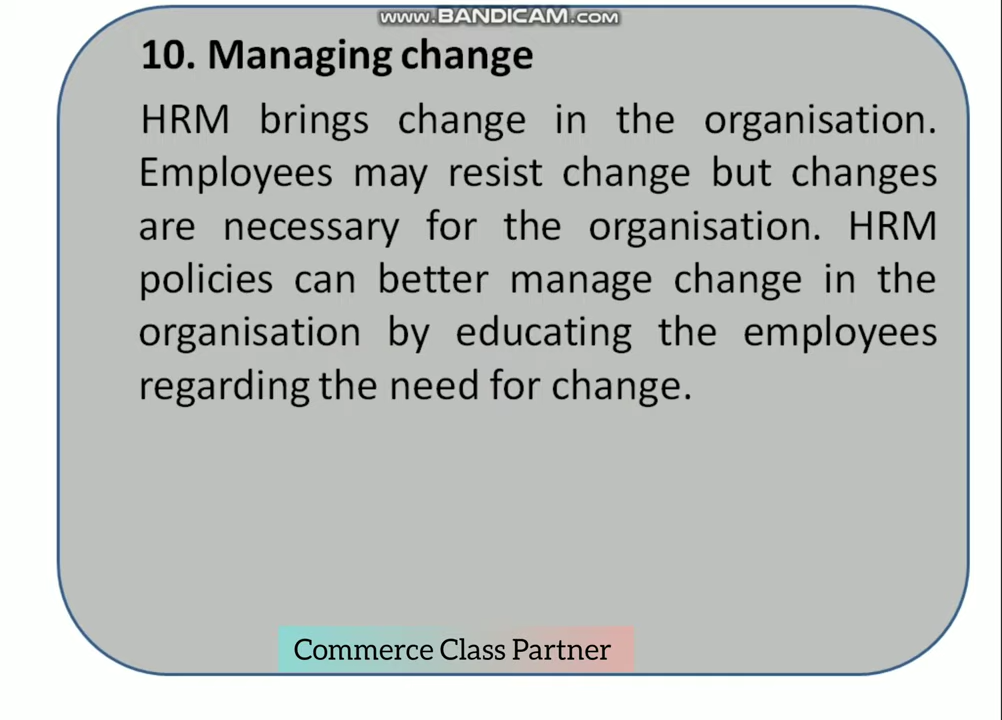 www.BANDICAM.com
10. Managing change
HRM brings change in the organisation.
Employees may resist change but changes
are necessary for the organisation. HRM
policies can better manage change in the
organisation by educating the employees
regarding the need for change.
Commerce Class Partner